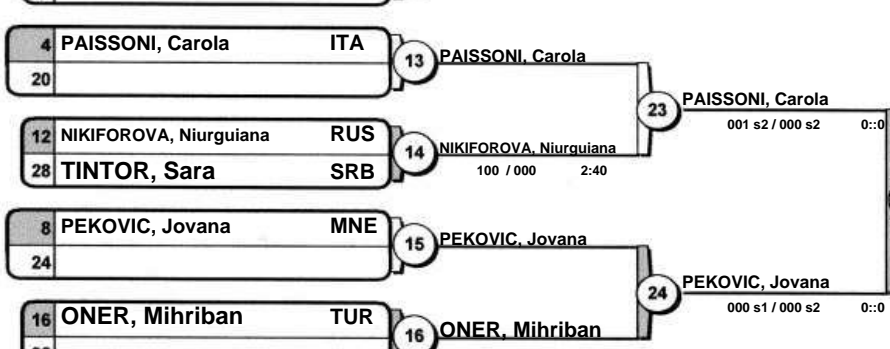 4 PAISSONI, Carola ITA
20
13 PAISSONI, Carola
12 NIKIFOROVA, Niurguiana RUS
28 TINTOR, Sara SRB
14 NIKIFOROVA, Niurguiana
100 / 000 2:40
23 PAISSONI, Carola
001 s2 / 000 s2 0::0
8 PEKOVIC, Jovana MNE
24
15 PEKOVIC, Jovana
16 ONER, Mihriban TUR
16 ONER, Mihriban
24 PEKOVIC, Jovana
000 s1 / 000 s2 0::0